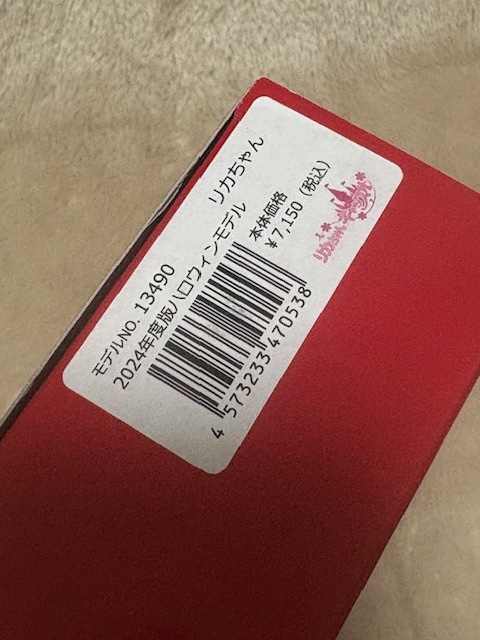 モデルNO. 13490 リカちゃん
2024年度版ハロウィンモデル
本体価格
¥7,150（税込）
4 573233 470538